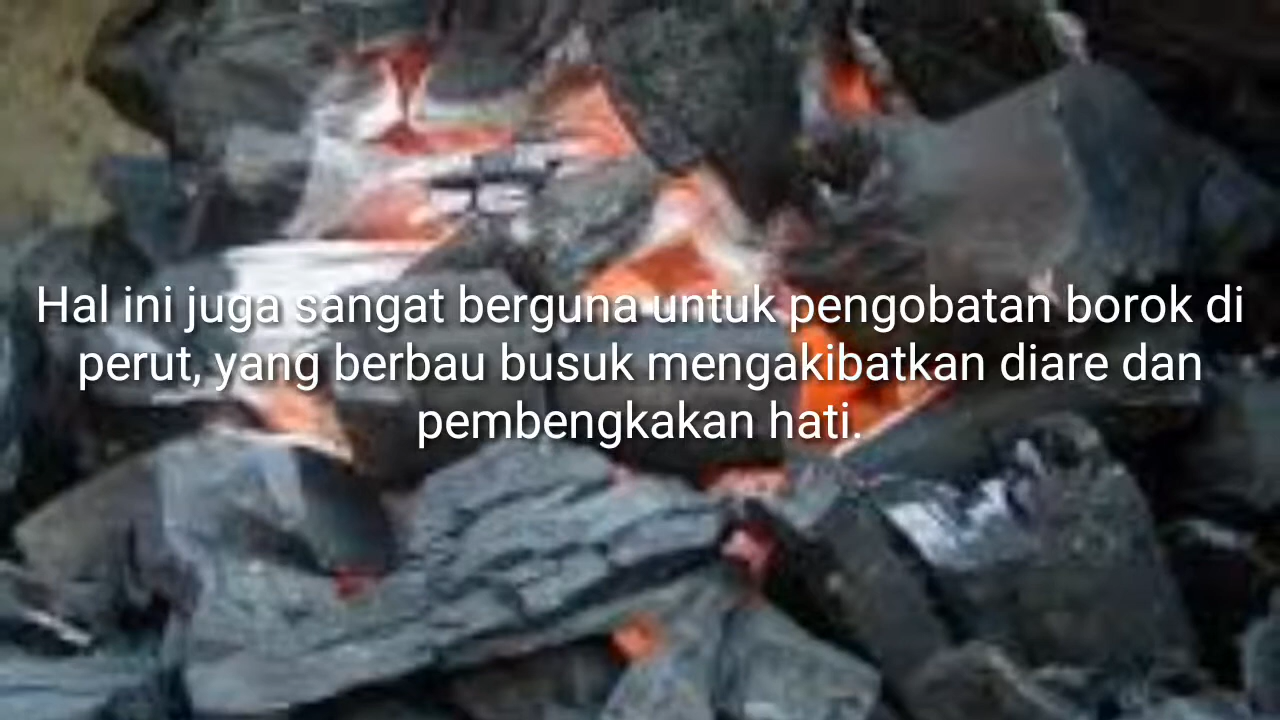 Hal ini juga sangat berguna untuk pengobatan borok di
perut, yang berbau busuk mengakibatkan diare dan
pembengkakan hati.